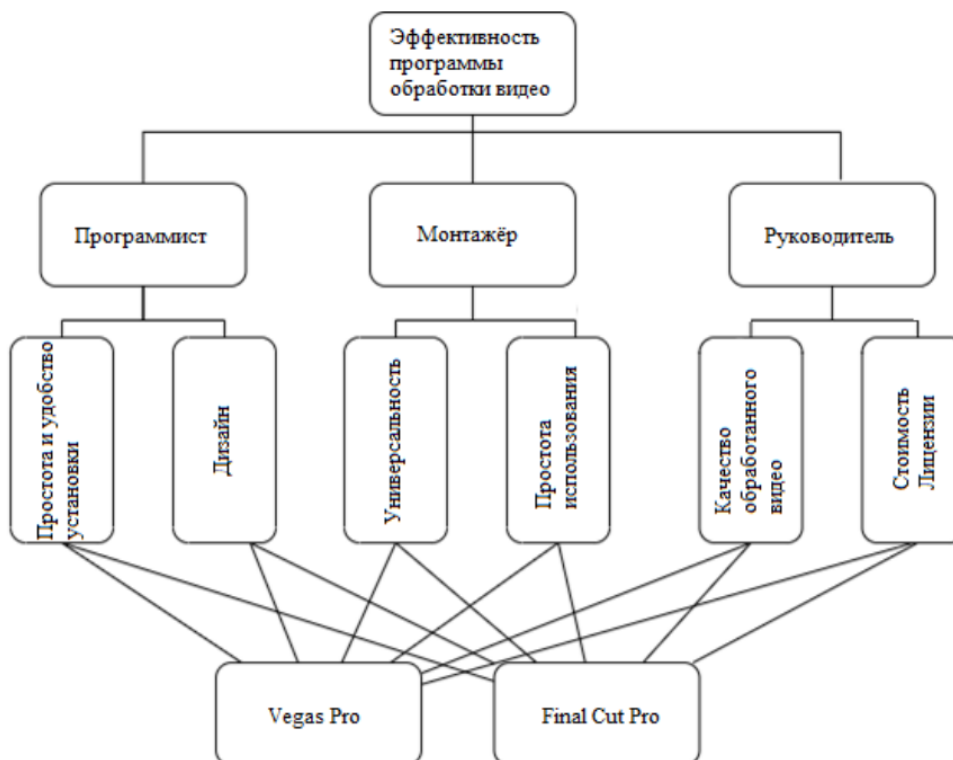 Эффективность
программы
обработки видео
Программист
Монтажёр
Руководитель
Простота и удобство
установки
Дизайн
Универсальность
Простота
использования
Качество
обработанного
видео
Стоимость
Лицензии
Vegas Pro
Final Cut Pro